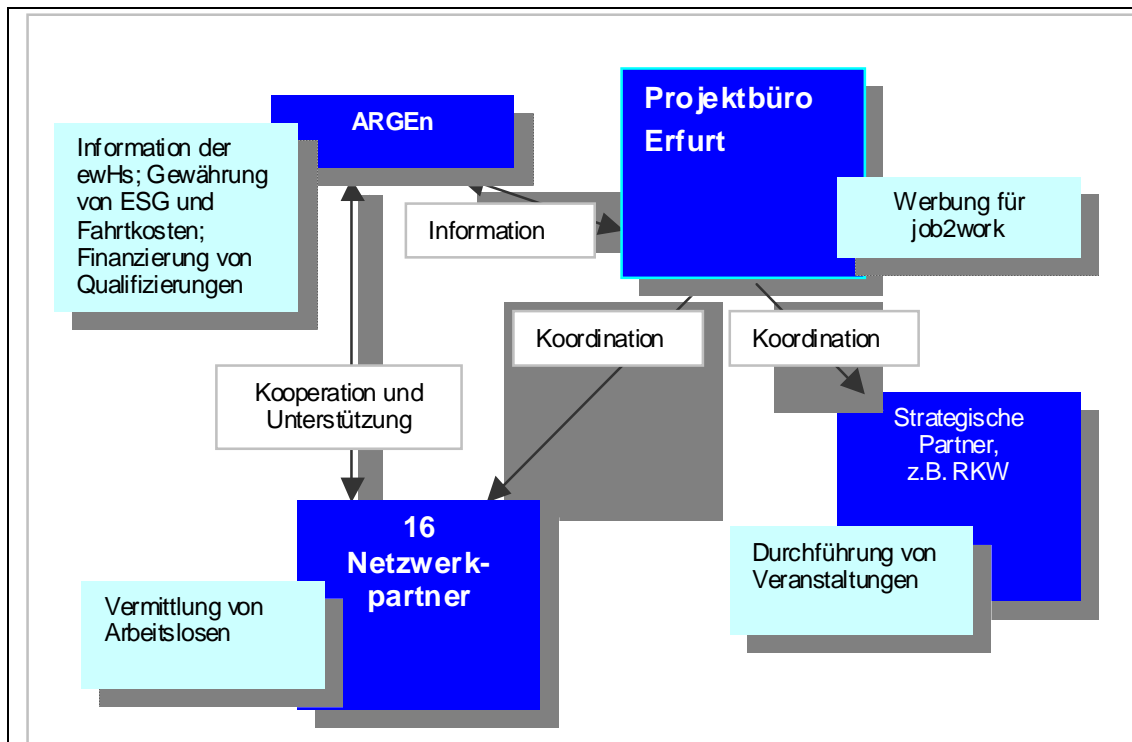 ARGEn
Information der
ewHs; Gewährung
von ESG und
Fahrtkosten;
Finanzierung von
Qualifizierungen
Projektbüro
Erfurt
Werbung für
job2work
Information
Koordination
Koordination
Kooperation und
Unterstützung
Strategische
Partner,
z.B. RKW
16
Netzwerk-
partner
Durchführung von
Veranstaltungen
Vermittlung von
Arbeitslosen